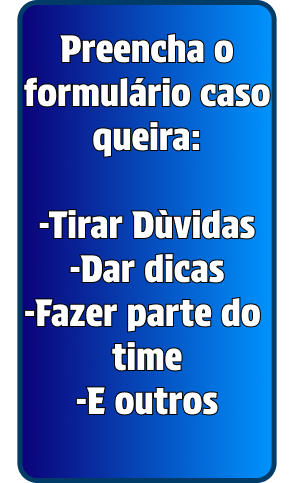 Preencha o
formulário caso
queira:
-Tirar Dùvidas
-Dar dicas
-Fazer parte do
time
-E outros